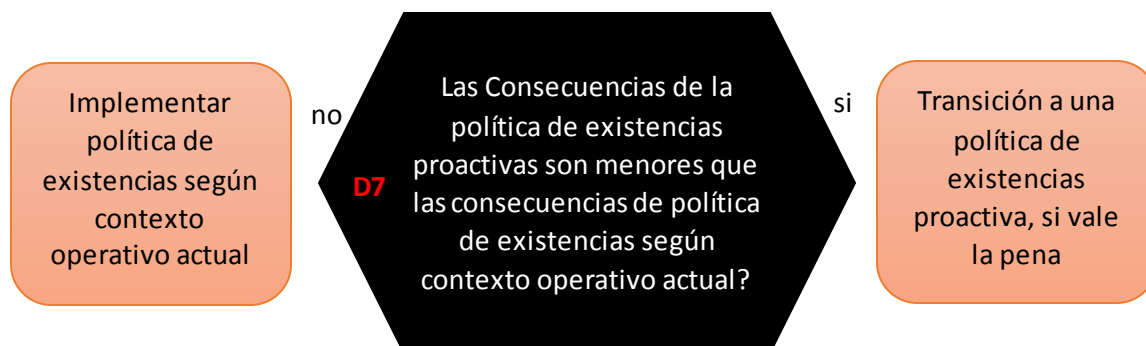 Implementar
política de
existencias según
contexto
operativo actual
no
D7
Las Consecuencias de la
política de existencias
proactivas son menores que
las consecuencias de política
de existencias según
contexto operativo actual?
si
Transición a una
política de
existencias
proactiva, si vale
la pena